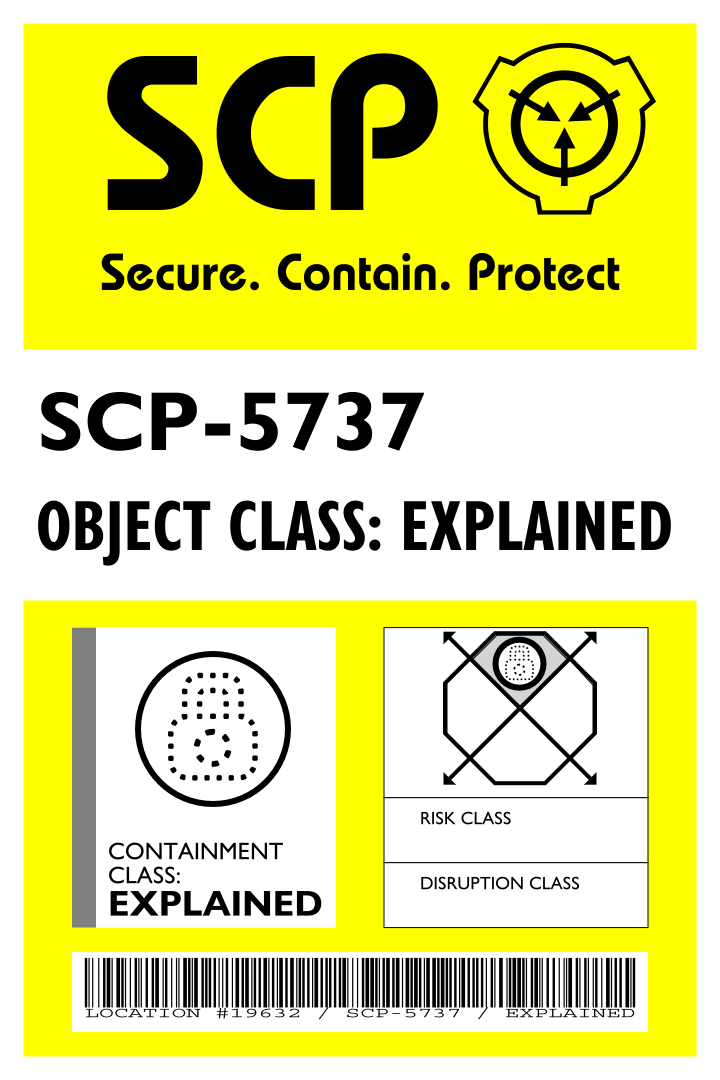 SCP
Secure. Contain. Protect
SCP-5737
OBJECT CLASS: EXPLAINED
CONTAINMENT
CLASS:
EXPLAINED
RISK CLASS
DISRUPTION CLASS
LOCATION #19632 / SCP-5737 / EXPLAINED